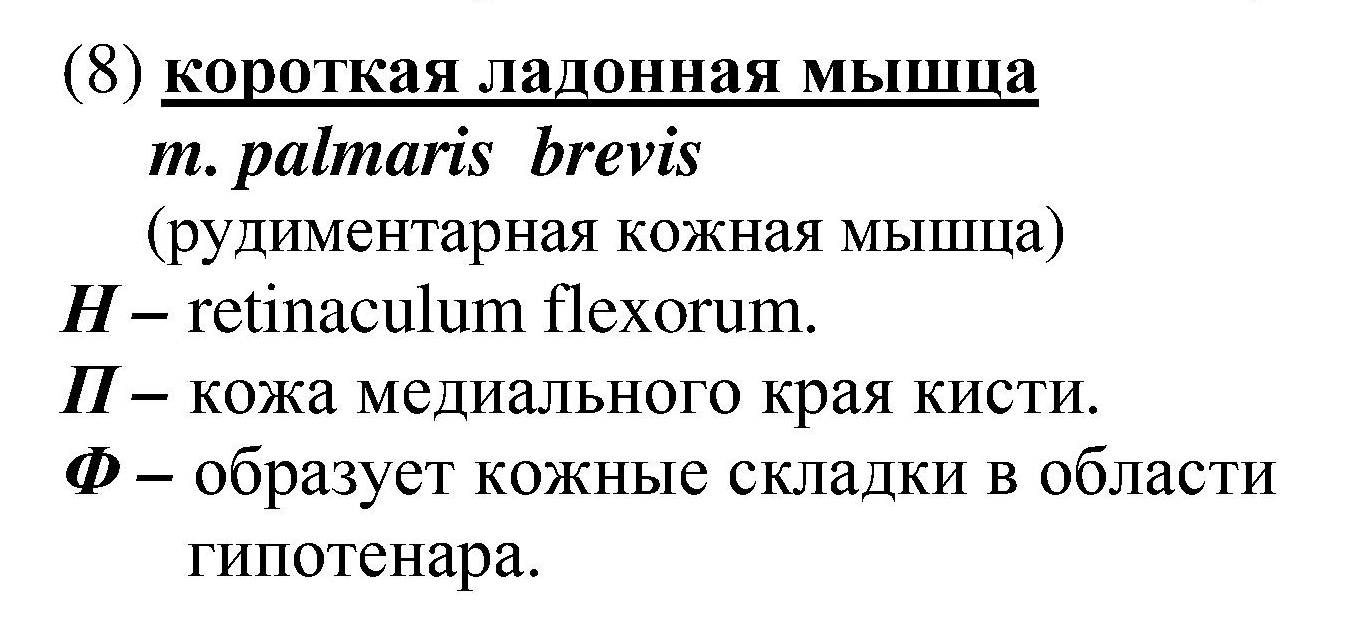 (8) короткая ладонная мышца
m. palmaris brevis
(рудиментарная кожная мышца)
Н – retinaculum flexorum.
П – кожа медиального края кисти.
Ф – образует кожные складки в области
гипотенара.